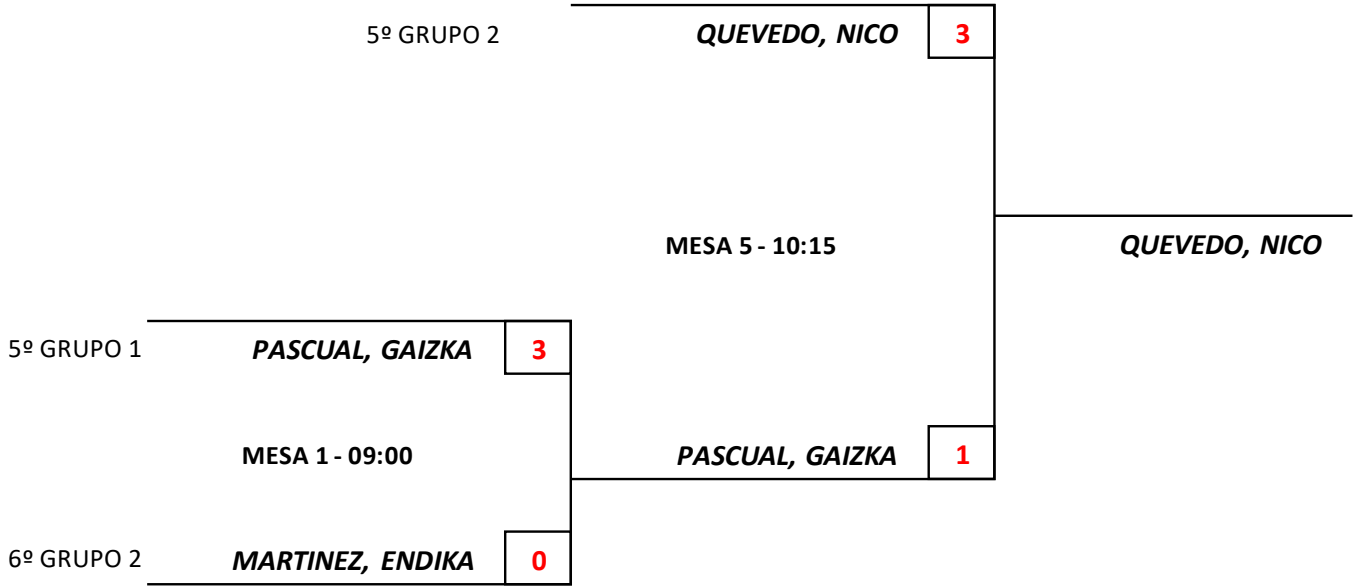 5º GRUPO 2 QUEVEDO, NICO 3
MESA 5 - 10:15 QUEVEDO, NICO
5º GRUPO 1 PASCUAL, GAIZKA 3
MESA 1 - 09:00 PASCUAL, GAIZKA 1
6º GRUPO 2 MARTINEZ, ENDIKA 0